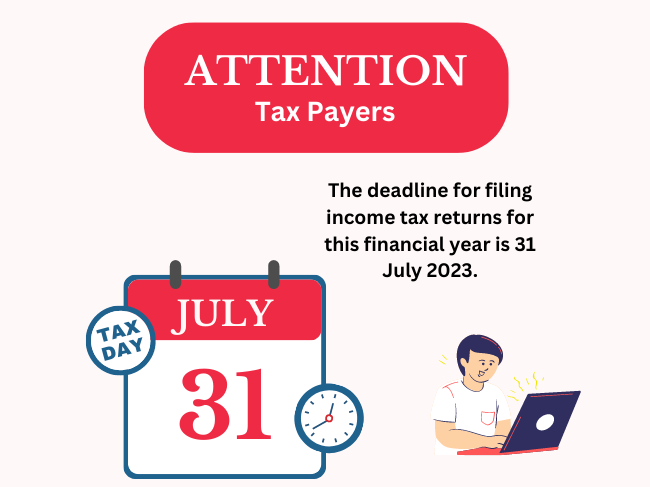 ATTENTION
Tax Payers
The deadline for filing
income tax returns for
this financial year is 31
July 2023.
JULY
TAX
DAY
31